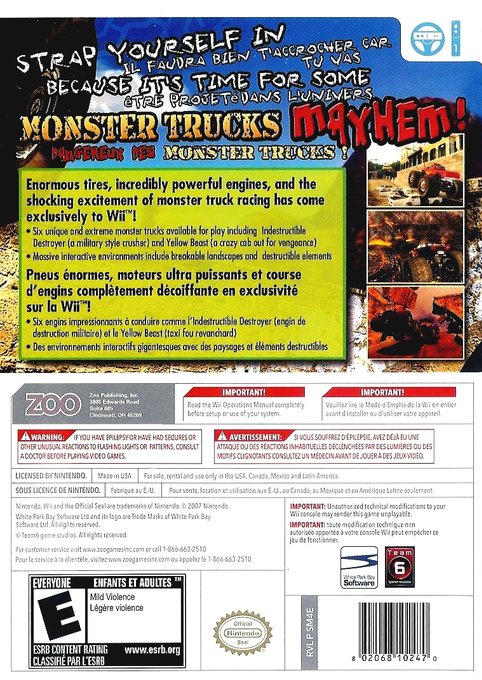 STRAP YOURSELF IN
IL FAUDRA BIEN T'ACCROCHER CAR
TU VAS
BECAUSE IT'S TIME FOR SOME
ÊTRE PROJETÉ DANS L'UNIVERS
MONSTER TRUCKS MAYHEM!
DANGEREUX DES MONSTER TRUCKS !
1
Enormous tires, incredibly powerful engines, and the
shocking excitement of monster truck racing has come
exclusively to Wii™!
• Six unique and extreme monster trucks available for play including Indestructible
Destroyer (a military style crusher) and Yellow Beast (a crazy cab out for vengeance)
• Massive interactive environments include breakable landscapes and destructible elements
Pneus énormes, moteurs ultra puissants et course
d'engins complètement décoiffante en exclusivité
sur la Wii™!
• Six engins impressionnants à conduire comme l'Indestructible Destroyer (engin de
destruction militaire) et le Yellow Beast (taxi fou revanchard)
• Des environnements interactifs gigantesques avec des paysages et éléments destructibles
ZOO
Zoo Publishing, Inc.
3805 Edwards Road
Suite 605
Cincinnati, OH 45209
IMPORTANT!
Read the Wii Operations Manual completely
before setup or use of your system.
IMPORTANT!
Veuillez lire le Mode d'Emploi de la Wii en entier
avant d'installer ou d'utiliser votre appareil.
WARNING: IF YOU HAVE EPILEPSY OR HAVE HAD SEIZURES OR
OTHER UNUSUAL REACTIONS TO FLASHING LIGHTS OR PATTERNS, CONSULT
A DOCTOR BEFORE PLAYING VIDEO GAMES.
AVERTISSEMENT: SI VOUS SOUFFREZ D'ÉPILEPSIE, AVEZ DÉJÀ EU UNE
ATTAQUE OU DES RÉACTIONS INHABITUELLES DÉCLENCHÉES PAR DES LUMIÈRES OU DES
MOTIFS CLIGNOTANTS CONSULTEZ UN MÉDECIN AVANT DE JOUER À DES JEUX VIDÉO.
LICENSED BY NINTENDO. Made in USA For sale, rental and use only in the USA, Canada, Mexico and Latin America.
SOUS LICENCE DE NINTENDO. Fabriqué au É.-U. Pour vente, location et utilisation aux É.-U., au Canada, au Mexique et en Amérique Latine seulement.
Nintendo, Wii and the Official Seal are trademarks of Nintendo. © 2007 Nintendo
White Park Bay Software Ltd and its logo are Trade Marks of White Park Bay
Software Ltd. All rights reserved.
© Team6 game studios. All rights reserved.
For customer service visit www.zoogamesinc.com or call 1-866-663-2510
Pour le service à la clientèle, visitez www.zoogamesinc.com ou appelez le 1-866-663-2510
IMPORTANT: Unauthorized technical modifications to your
Wii console may render this game unplayable.
IMPORTANT: toute modification technique non
autorisée apportée à votre console Wii peut empêcher ce
jeu de fonctionner.
White Park Bay
Software
Team
6
game studios
EVERYONE ENFANTS ET ADULTES™
E
Mild Violence
Légère violence
ESRB CONTENT RATING www.esrb.org
CLASSIFIÉ PAR L'ESRB
Official
Nintendo
Seal
RVL P SM4E
8 02068 10247 0